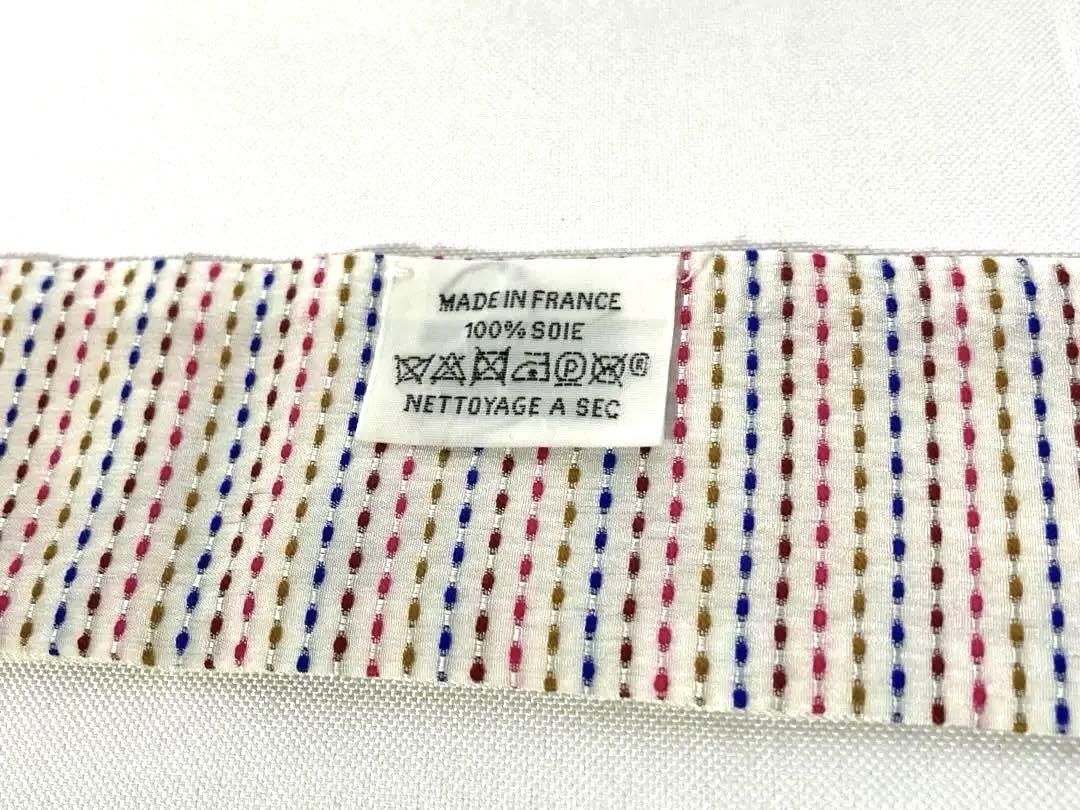 MADE IN FRANCE
100% SOIE
P ®
NETTOYAGE A SEC